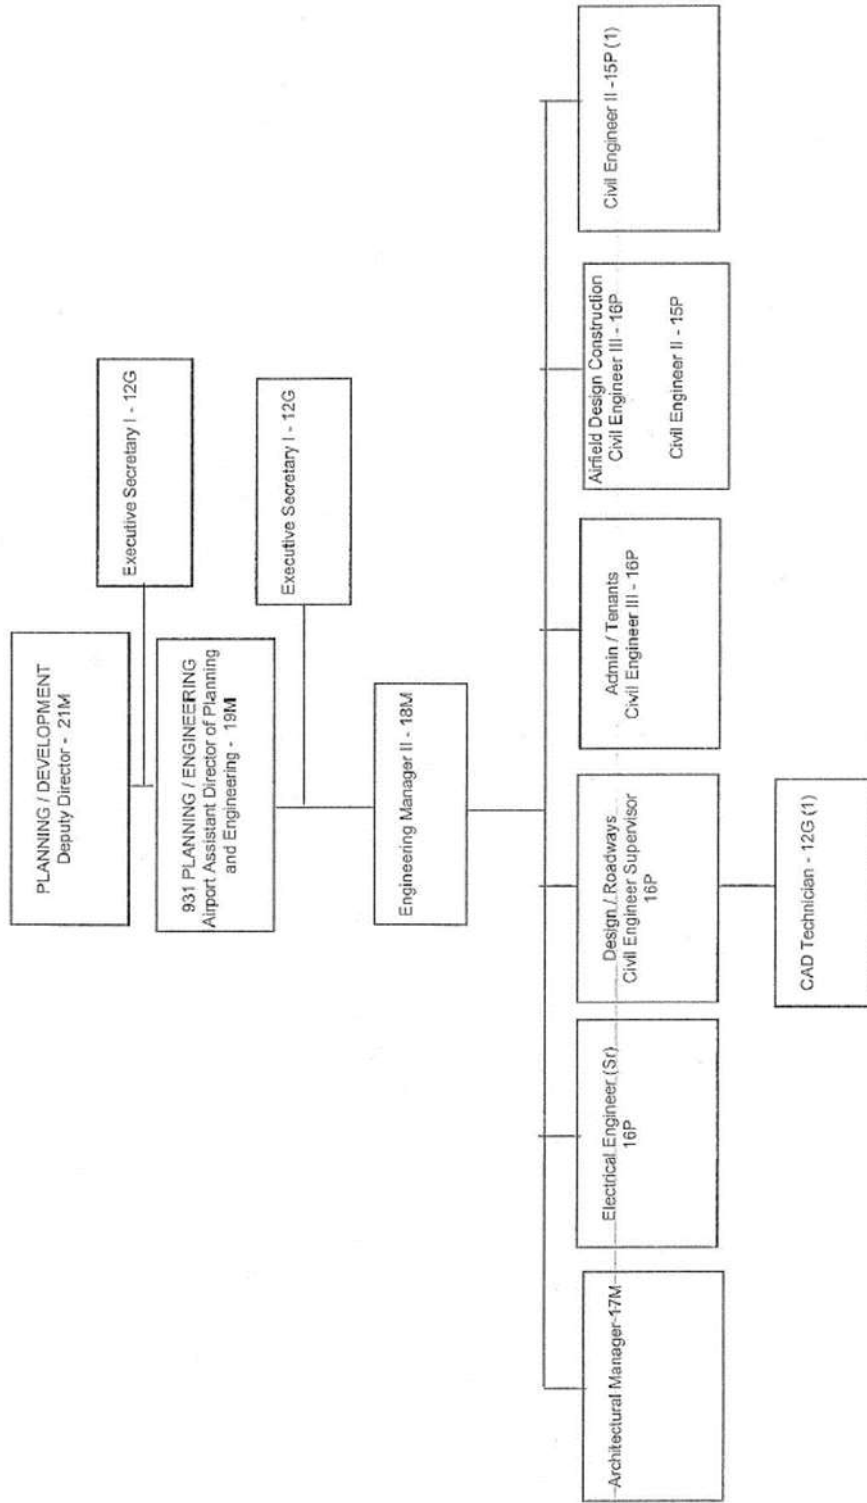 PLANNING / DEVELOPMENT
Deputy Director - 21M
Executive Secretary I - 12G
931 PLANNING / ENGINEERING
Airport Assistant Director of Planning
and Engineering - 19M
Executive Secretary I - 12G
Engineering Manager II - 18M
Architectural Manager-17M
Electrical Engineer (Sr)
16P
Design / Roadways
Civil Engineer Supervisor
16P
Admin / Tenants
Civil Engineer III - 16P
Airfield Design Construction
Civil Engineer III - 16P
Civil Engineer II - 15P
Civil Engineer II -15P (1)
CAD Technician - 12G (1)